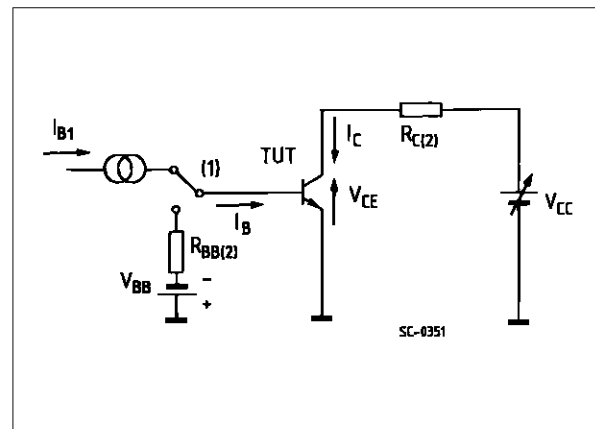 I_B1
(1)
TUT
I_C
R_C(2)
V_CE
V_CC
I_B
R_BB(2)
V_BB
-
+
SC-0351